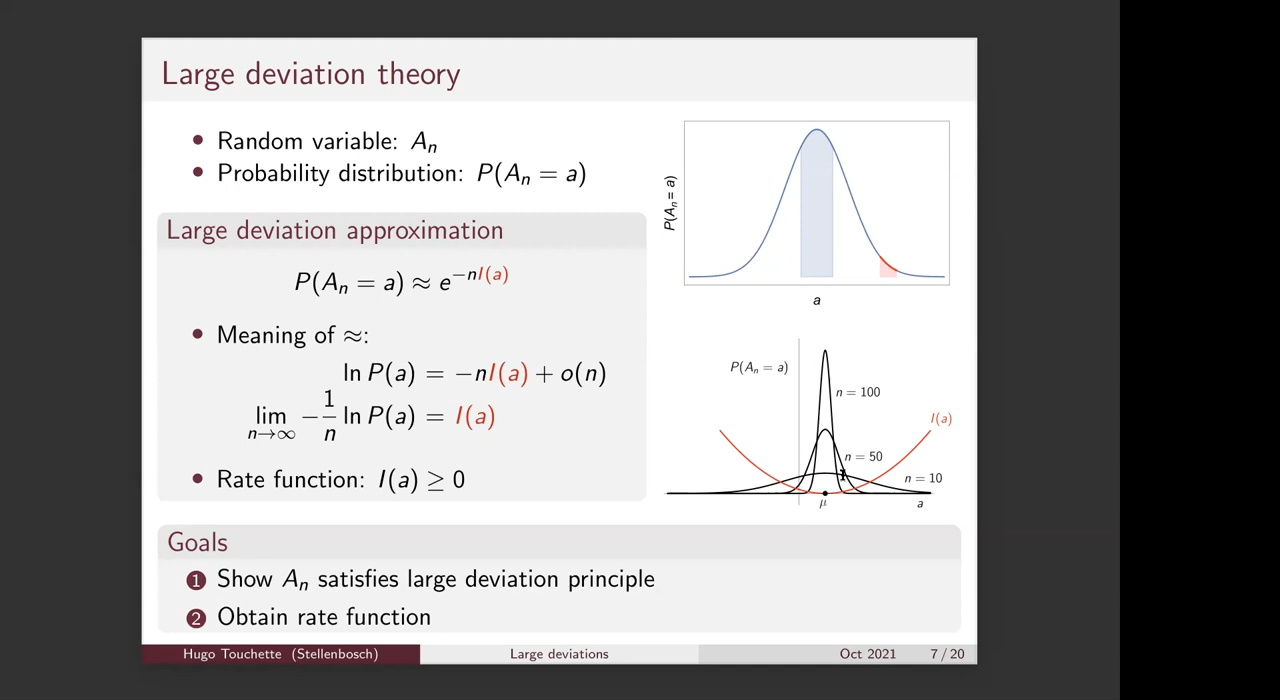 Large deviation theory
• Random variable: Aₙ
• Probability distribution: P(Aₙ = a)
Large deviation approximation
P(Aₙ = a) ≈ e^{−nI(a)}
• Meaning of ≈:
ln P(a) = −nI(a) + o(n)
lim_{n→∞} −1/n ln P(a) = I(a)
• Rate function: I(a) ≥ 0
P(Aₙ = a)
a
P(Aₙ = a)
n = 100
I(a)
n = 50
n = 10
μ
a
Goals
1 Show Aₙ satisfies large deviation principle
2 Obtain rate function
Hugo Touchette (Stellenbosch) Large deviations Oct 2021 7 / 20